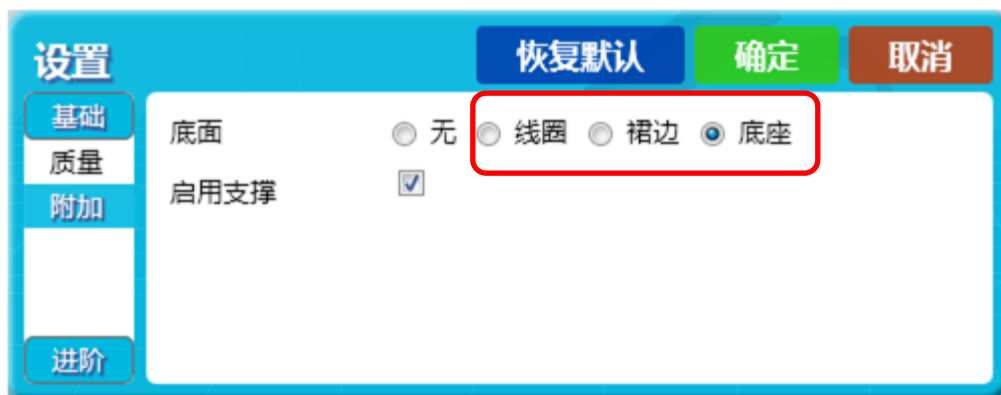 设置 恢复默认 确定 取消
基础
质量
附加
进阶
底面 无 线圈 裙边 底座
启用支撑